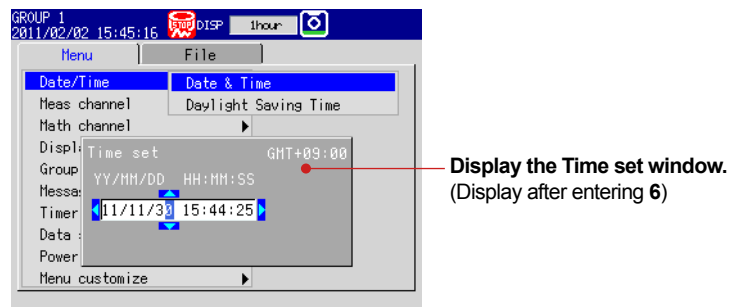 GROUP 1
2011/02/02 15:45:16 STOP DISP 1hour
Menu File
Date/Time Date & Time
Meas channel Daylight Saving Time
Math channel
Time set GMT+09:00
Group
YY/MM/DD HH:MM:SS
11/11/30 15:44:25
Timer
Data
Power
Menu customize
Display the Time set window.
(Display after entering 6)